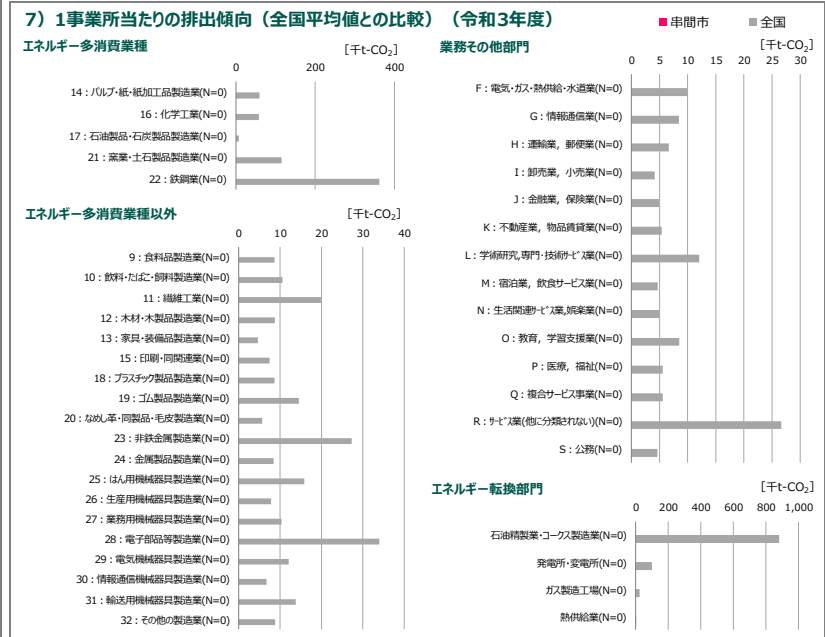 7）1事業所当たりの排出傾向（全国平均値との比較）（令和3年度）
■串間市 ■全国
エネルギー多消費業種
[千t-CO₂]
0 200 400
14：パルプ・紙・紙加工品製造業(N=0)
16：化学工業(N=0)
17：石油製品・石炭製品製造業(N=0)
21：窯業・土石製品製造業(N=0)
22：鉄鋼業(N=0)
エネルギー多消費業種以外
[千t-CO₂]
0 10 20 30 40
9：食料品製造業(N=0)
10：飲料・たばこ・飼料製造業(N=0)
11：繊維工業(N=0)
12：木材・木製品製造業(N=0)
13：家具・装備品製造業(N=0)
15：印刷・同関連業(N=0)
18：プラスチック製品製造業(N=0)
19：ゴム製品製造業(N=0)
20：なめし革・同製品・毛皮製造業(N=0)
23：非鉄金属製造業(N=0)
24：金属製品製造業(N=0)
25：はん用機械器具製造業(N=0)
26：生産用機械器具製造業(N=0)
27：業務用機械器具製造業(N=0)
28：電子部品等製造業(N=0)
29：電気機械器具製造業(N=0)
30：情報通信機械器具製造業(N=0)
31：輸送用機械器具製造業(N=0)
32：その他の製造業(N=0)
業務その他部門
[千t-CO₂]
0 5 10 15 20 25 30
F：電気・ガス・熱供給・水道業(N=0)
G：情報通信業(N=0)
H：運輸業，郵便業(N=0)
I：卸売業，小売業(N=0)
J：金融業，保険業(N=0)
K：不動産業，物品賃貸業(N=0)
L：学術研究,専門・技術ｻｰﾋﾞｽ業(N=0)
M：宿泊業，飲食サービス業(N=0)
N：生活関連ｻｰﾋﾞｽ業,娯楽業(N=0)
O：教育，学習支援業(N=0)
P：医療，福祉(N=0)
Q：複合サービス事業(N=0)
R：ｻｰﾋﾞｽ業(他に分類されない)(N=0)
S：公務(N=0)
エネルギー転換部門
[千t-CO₂]
0 200 400 600 800 1,000
石油精製業・コークス製造業(N=0)
発電所・変電所(N=0)
ガス製造工場(N=0)
熱供給業(N=0)